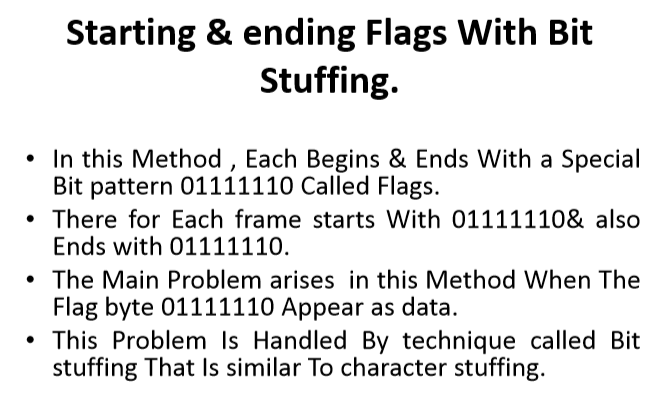 Starting & ending Flags With Bit
Stuffing.
• In this Method , Each Begins & Ends With a Special
Bit pattern 01111110 Called Flags.
• There for Each frame starts With 01111110& also
Ends with 01111110.
• The Main Problem arises in this Method When The
Flag byte 01111110 Appear as data.
• This Problem Is Handled By technique called Bit
stuffing That Is similar To character stuffing.